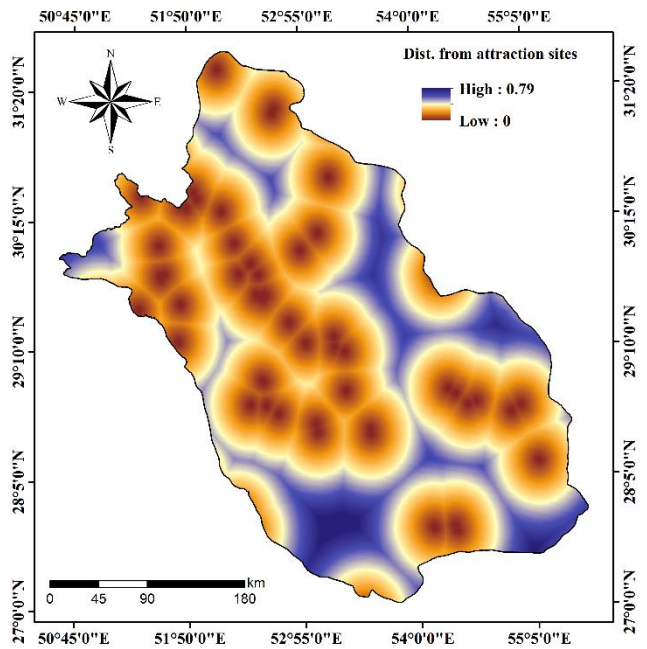 50°45'0"E 51°50'0"E 52°55'0"E 54°0'0"E 55°5'0"E
Dist. from attraction sites
High : 0.79
Low : 0
N
W E
S
31°20'0"N
30°15'0"N
29°10'0"N
28°5'0"N
27°0'0"N
31°20'0"N
30°15'0"N
29°10'0"N
28°5'0"N
27°0'0"N
km
0 45 90 180
50°45'0"E 51°50'0"E 52°55'0"E 54°0'0"E 55°5'0"E